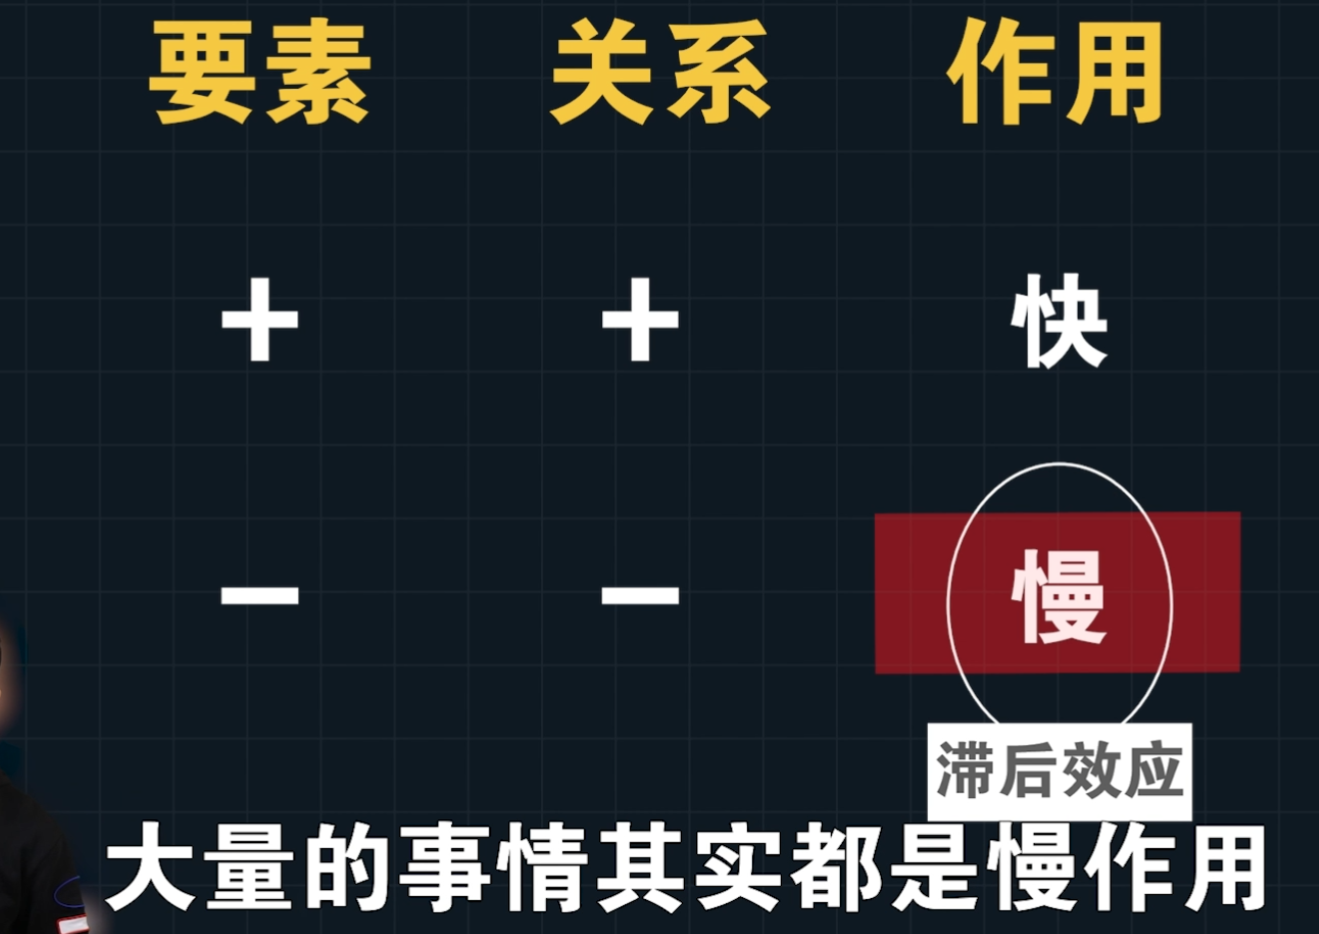 要素 关系 作用
+ + 快
− − 慢
滞后效应
大量的事情其实都是慢作用